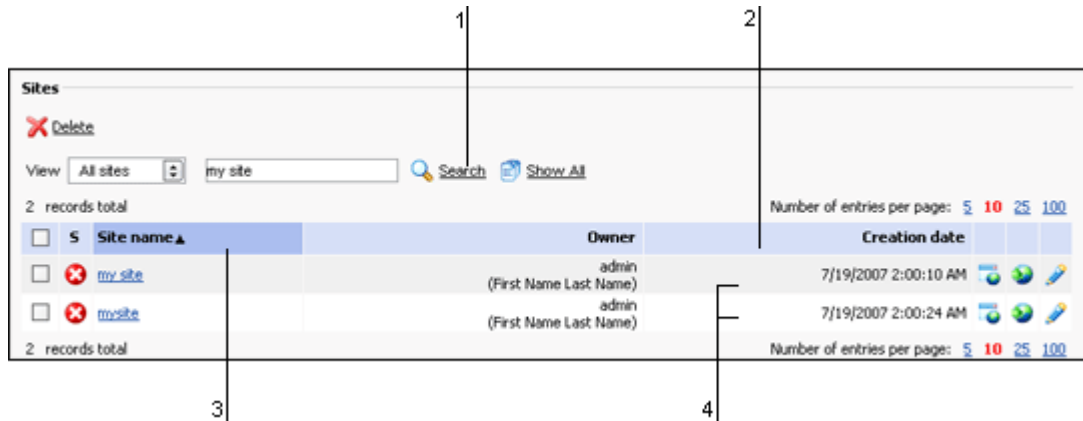 1 2
Sites
Delete
View All sites my site Search Show All
2 records total Number of entries per page: 5 10 25 100
S Site name Owner Creation date
my site admin (First Name Last Name) 7/19/2007 2:00:10 AM
mysite admin (First Name Last Name) 7/19/2007 2:00:24 AM
2 records total Number of entries per page: 5 10 25 100
3 4